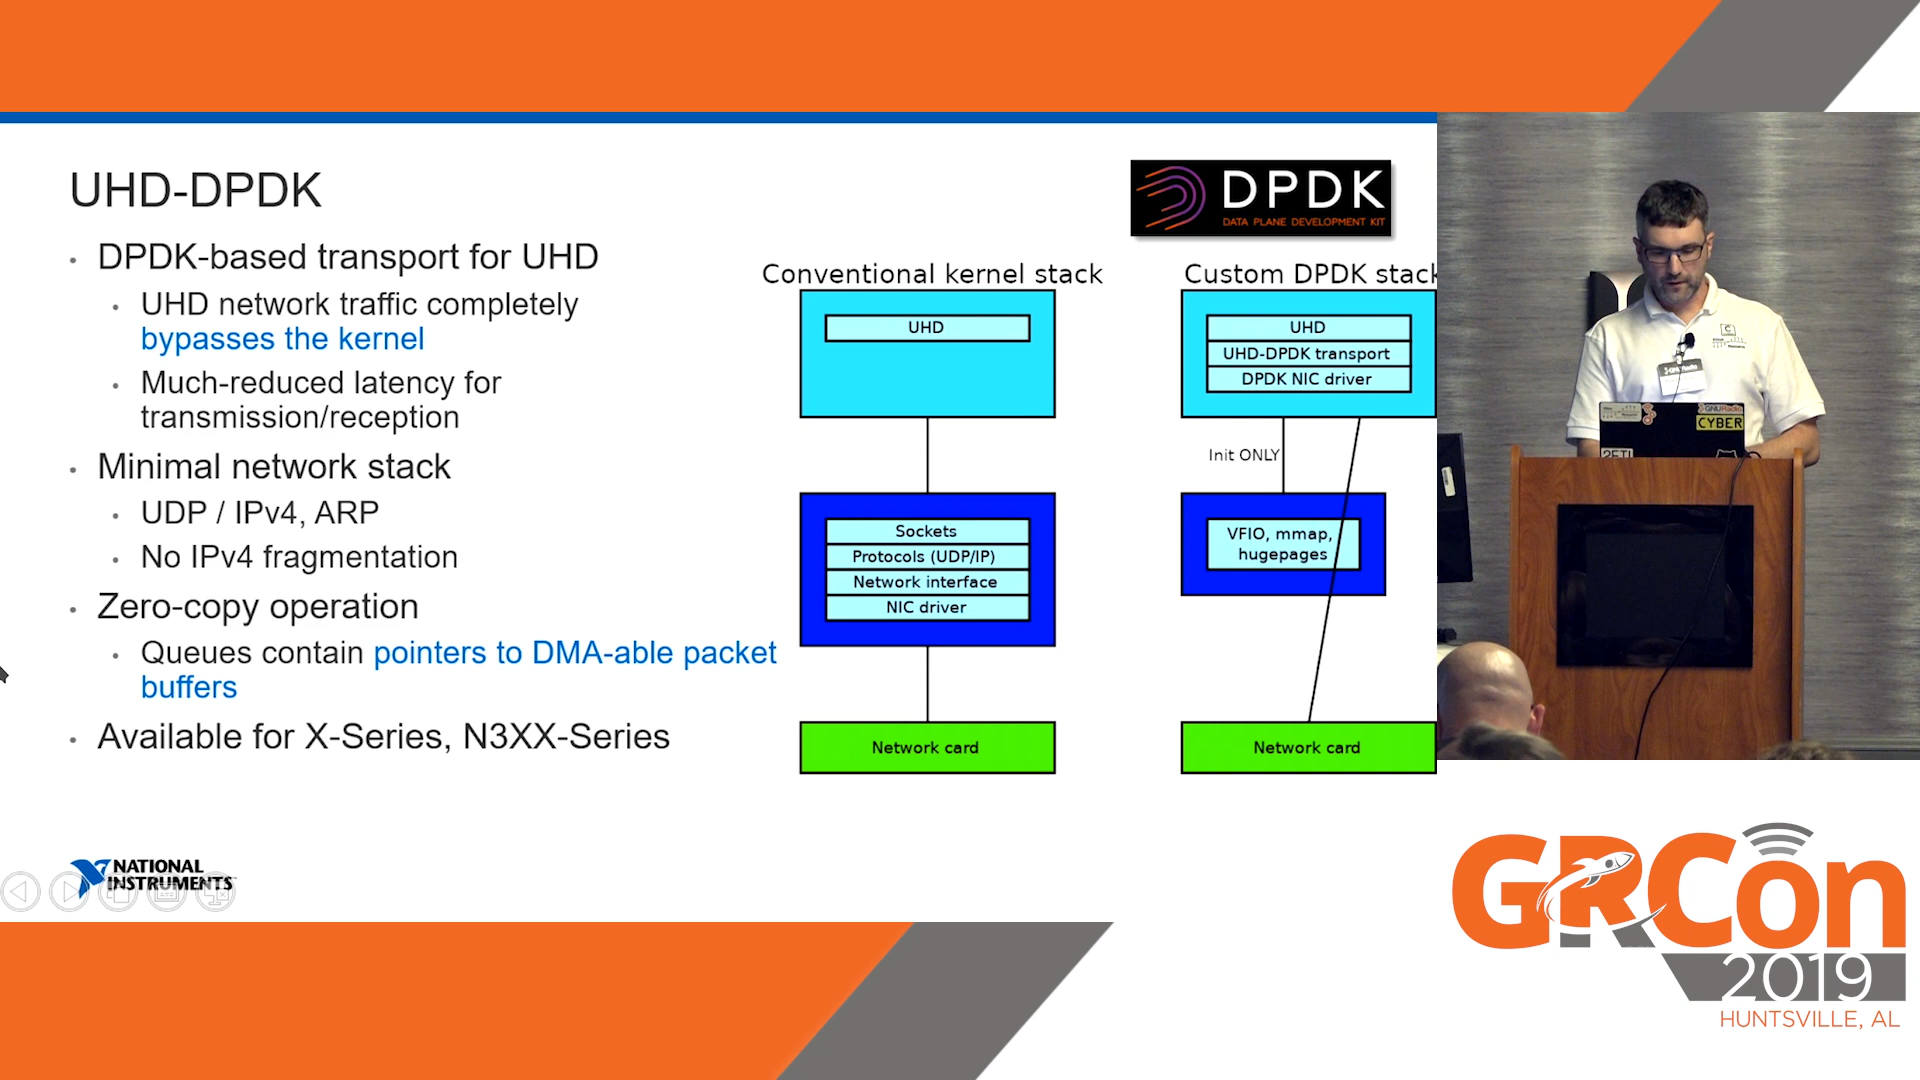 UHD-DPDK
DPDK
DATA PLANE DEVELOPMENT KIT
• DPDK-based transport for UHD
• UHD network traffic completely
bypasses the kernel
• Much-reduced latency for
transmission/reception
• Minimal network stack
• UDP / IPv4, ARP
• No IPv4 fragmentation
• Zero-copy operation
• Queues contain pointers to DMA-able packet
buffers
• Available for X-Series, N3XX-Series
Conventional kernel stack
UHD
Sockets
Protocols (UDP/IP)
Network interface
NIC driver
Network card
Custom DPDK stack
UHD
UHD-DPDK transport
DPDK NIC driver
Init ONLY
VFIO, mmap,
hugepages
Network card
NATIONAL
INSTRUMENTS
GNURadio
CYBER
GRCon
2019
HUNTSVILLE, AL